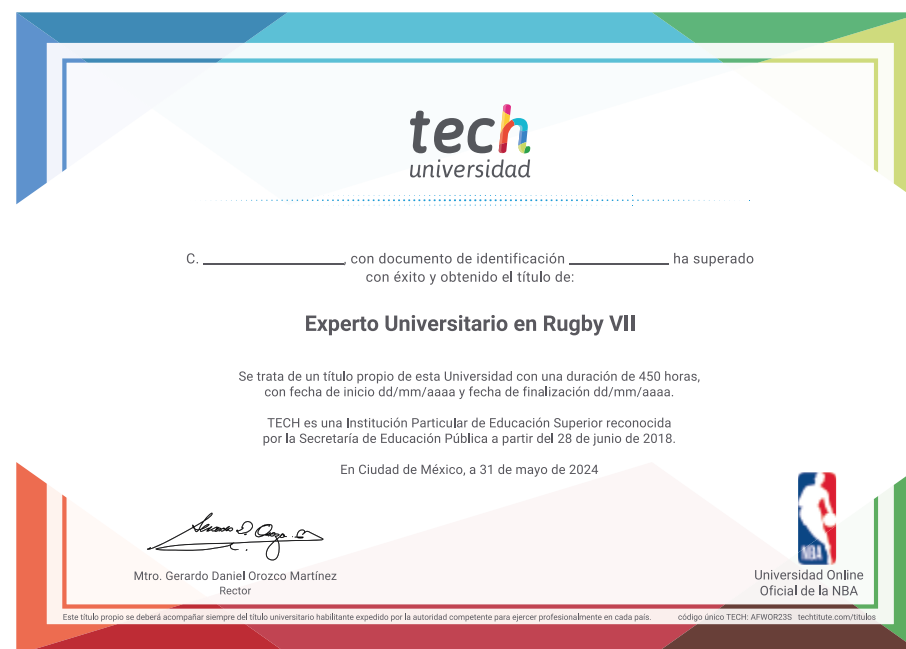 tech
universidad
C. ____________________, con documento de identificación ______________ ha superado
con éxito y obtenido el título de:
Experto Universitario en Rugby VII
Se trata de un título propio de esta Universidad con una duración de 450 horas,
con fecha de inicio dd/mm/aaaa y fecha de finalización dd/mm/aaaa.
TECH es una Institución Particular de Educación Superior reconocida
por la Secretaría de Educación Pública a partir del 28 de junio de 2018.
En Ciudad de México, a 31 de mayo de 2024
Mtro. Gerardo Daniel Orozco Martínez
Rector
NBA
Universidad Online
Oficial de la NBA
Este título propio se deberá acompañar siempre del título universitario habilitante expedido por la autoridad competente para ejercer profesionalmente en cada país. código único TECH: AFWOR23S techtitute.com/titulos